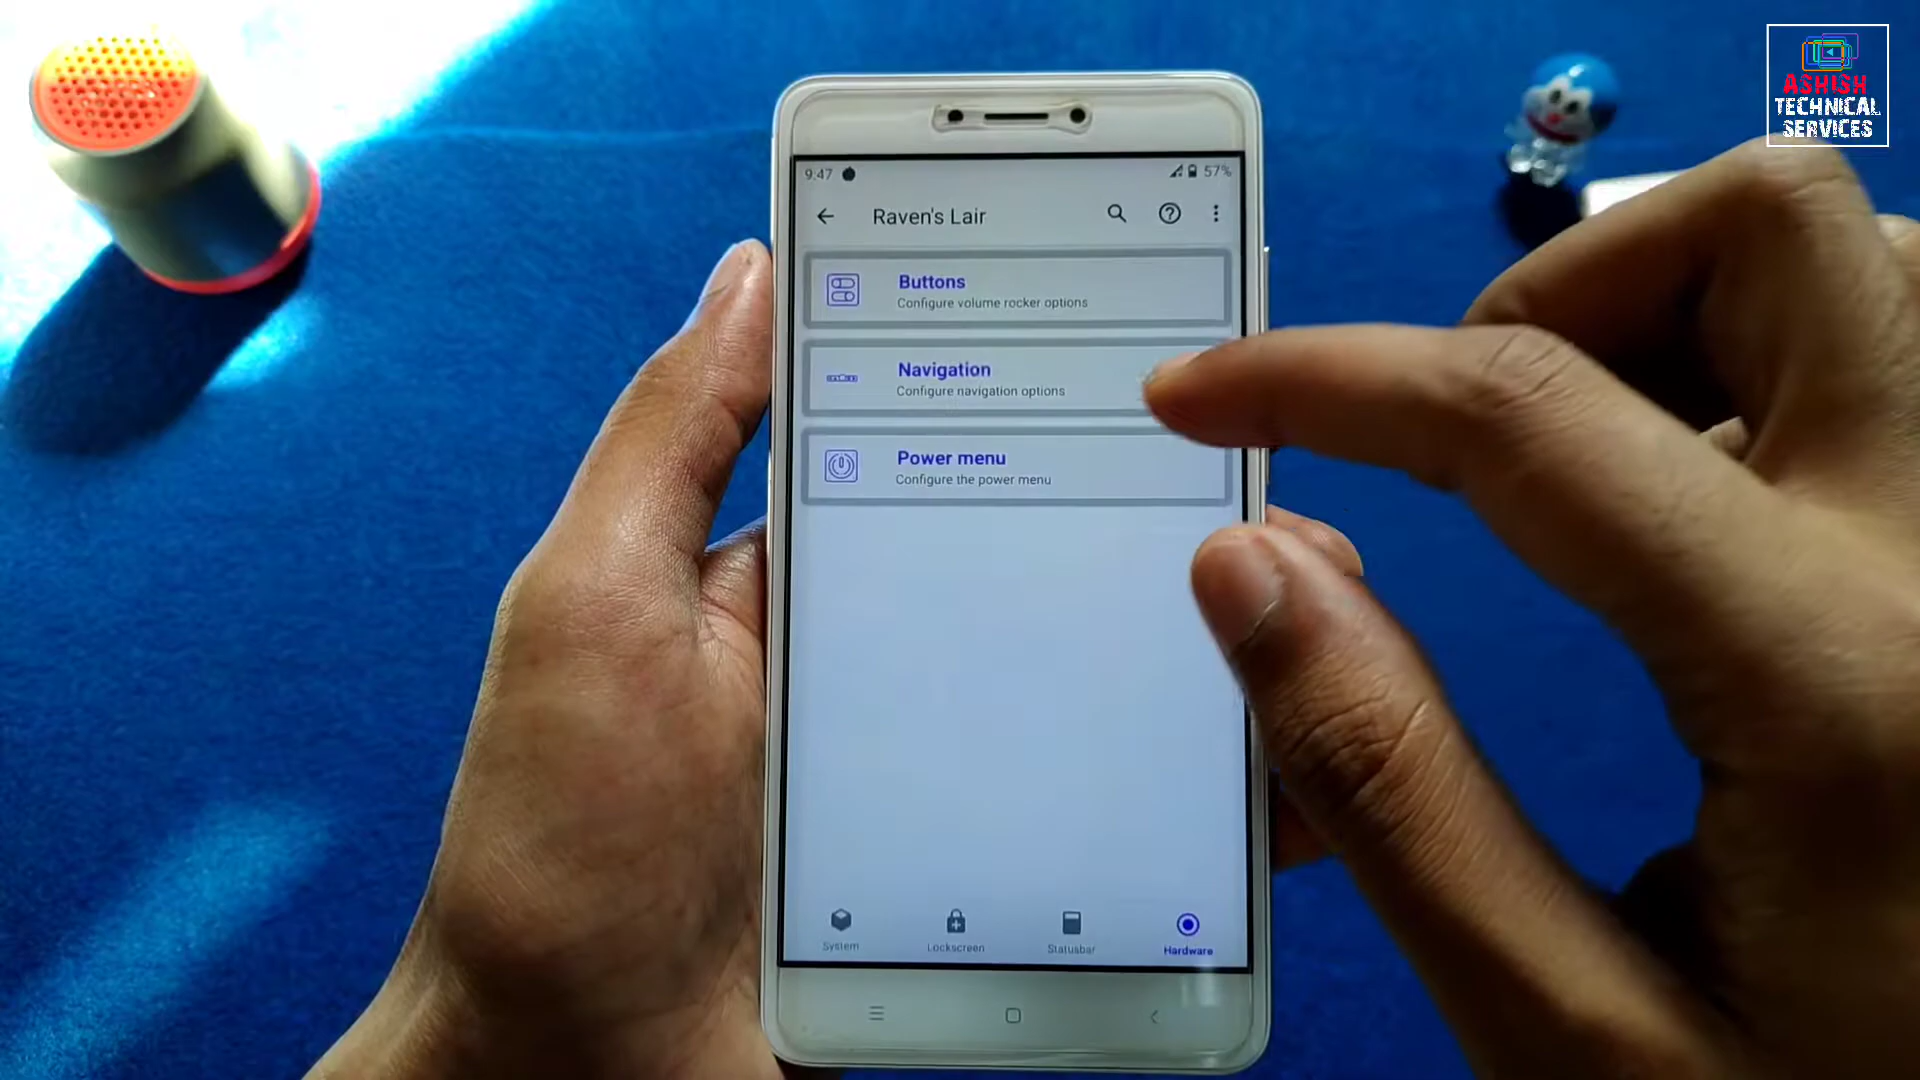 ASHISH
TECHNICAL
SERVICES
9:47
57%
Raven's Lair
Buttons
Configure volume rocker options
Navigation
Configure navigation options
Power menu
Configure the power menu
System
Lockscreen
Statusbar
Hardware